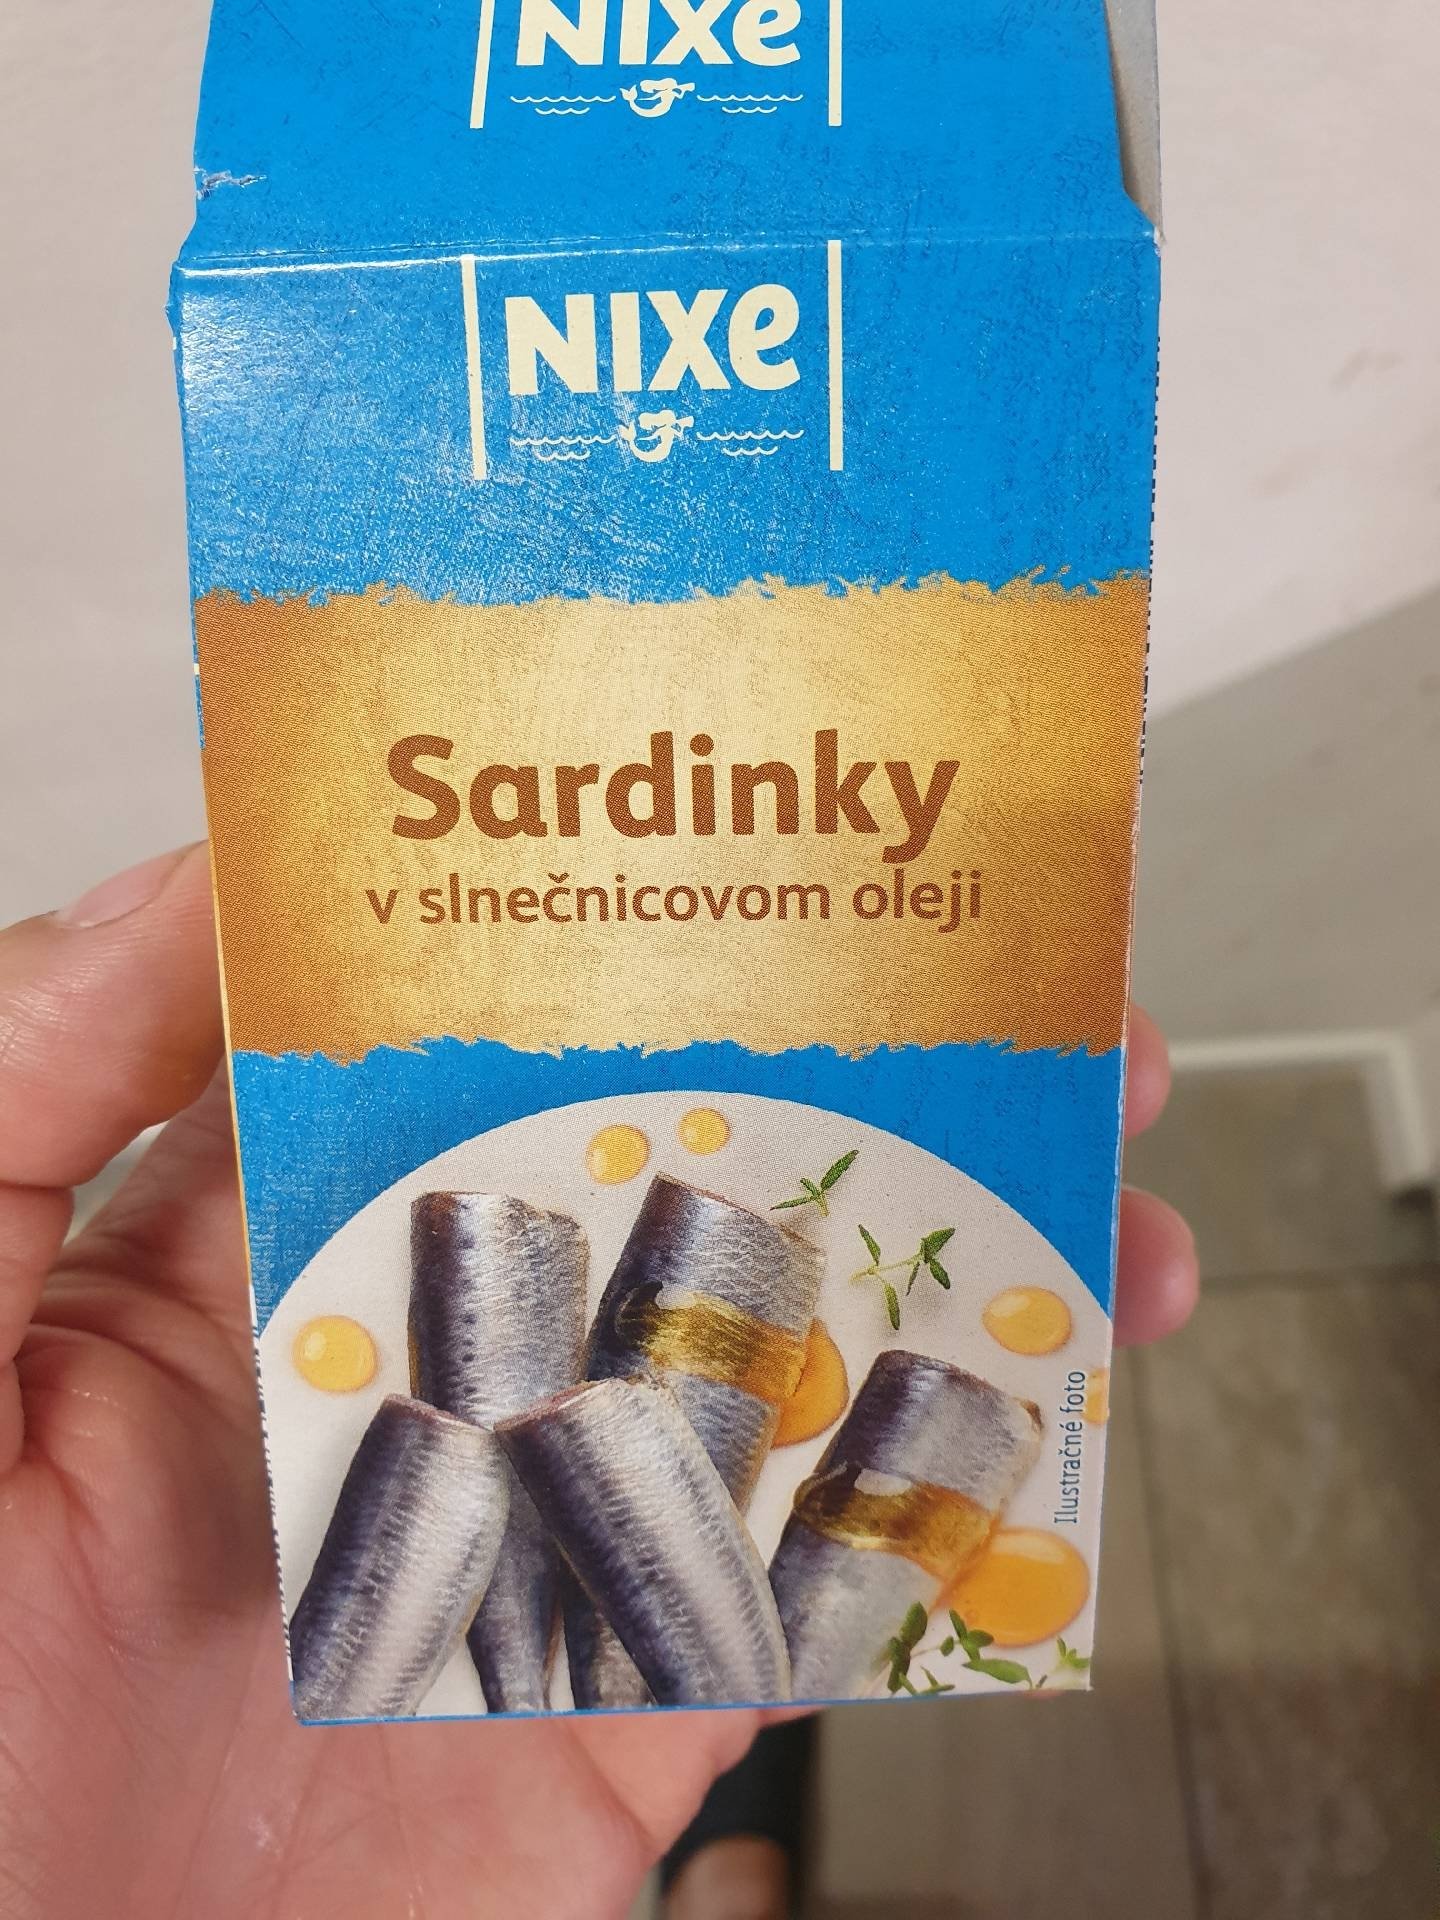 NIXe
NIXe
Sardinky
v slnečnicovom oleji
Ilustračné foto